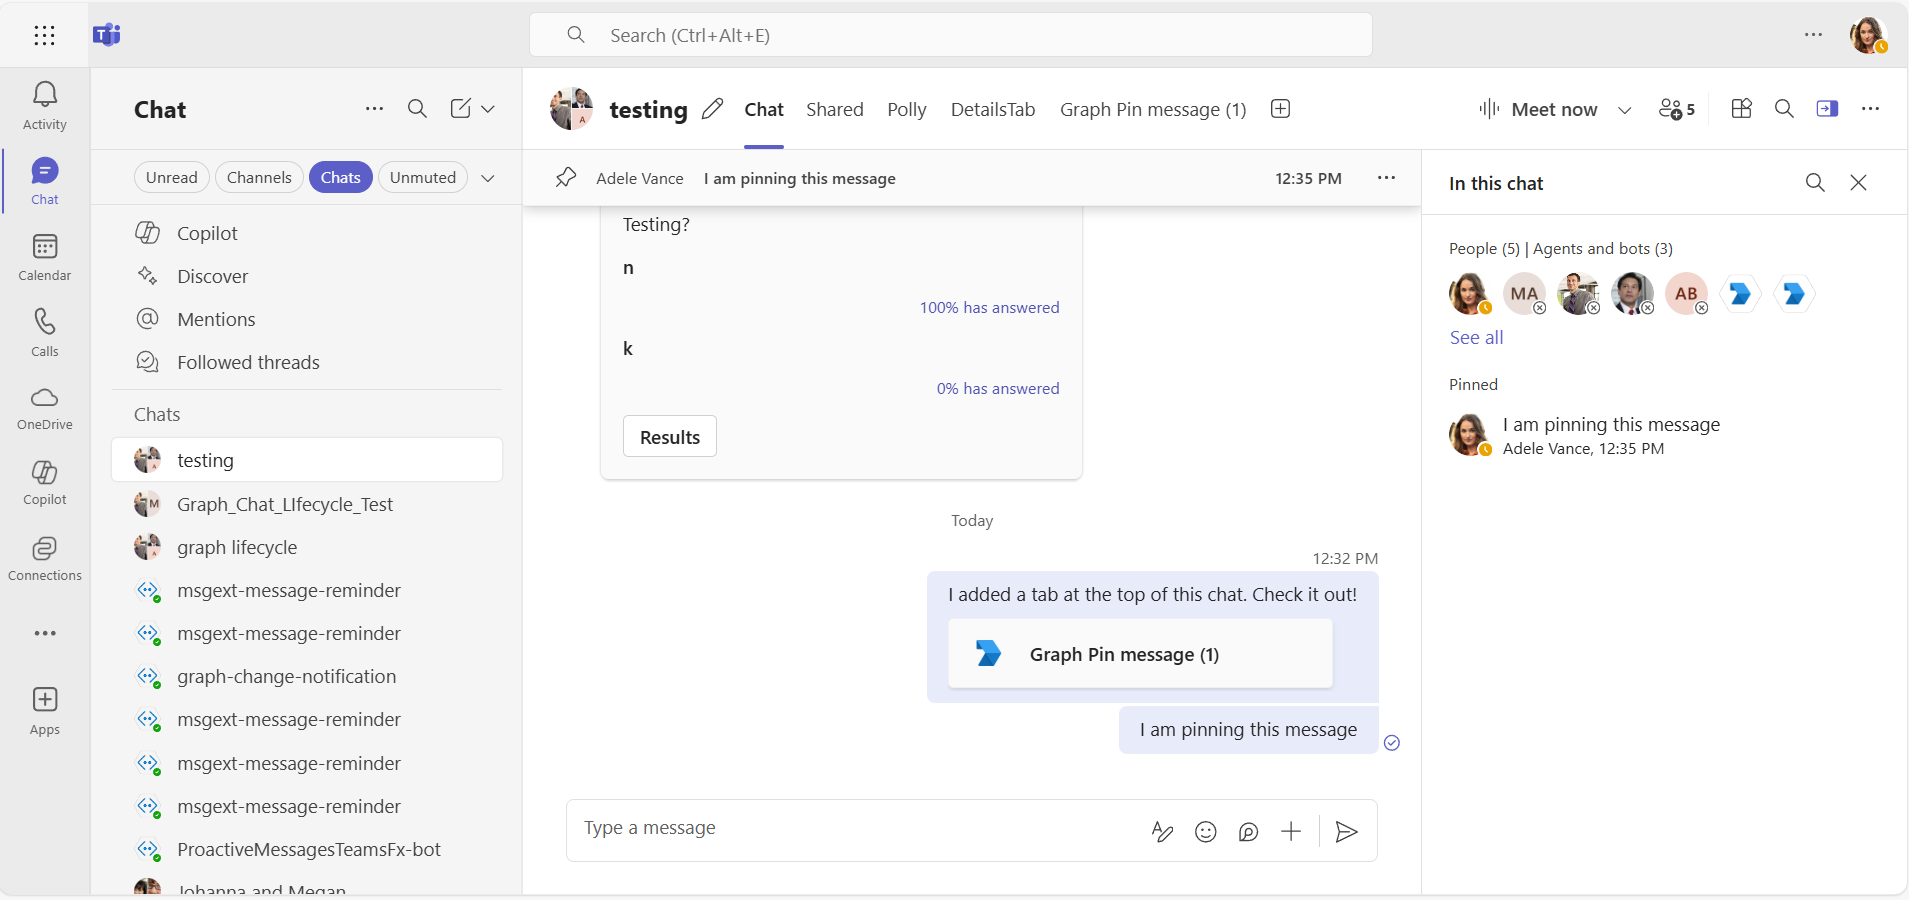 Search (Ctrl+Alt+E)
Activity
Chat
Calendar
Calls
OneDrive
Copilot
Connections
Apps
Chat
Unread
Channels
Chats
Unmuted
Copilot
Discover
Mentions
Followed threads
Chats
testing
Graph_Chat_LIfecycle_Test
graph lifecycle
msgext-message-reminder
msgext-message-reminder
graph-change-notification
msgext-message-reminder
msgext-message-reminder
msgext-message-reminder
ProactiveMessagesTeamsFx-bot
Johanna and Megan
testing
Chat
Shared
Polly
DetailsTab
Graph Pin message (1)
Meet now
5
Adele Vance
I am pinning this message
12:35 PM
Testing?
n
100% has answered
k
0% has answered
Results
Today
12:32 PM
I added a tab at the top of this chat. Check it out!
Graph Pin message (1)
I am pinning this message
Type a message
In this chat
People (5) | Agents and bots (3)
MA
AB
See all
Pinned
I am pinning this message
Adele Vance, 12:35 PM